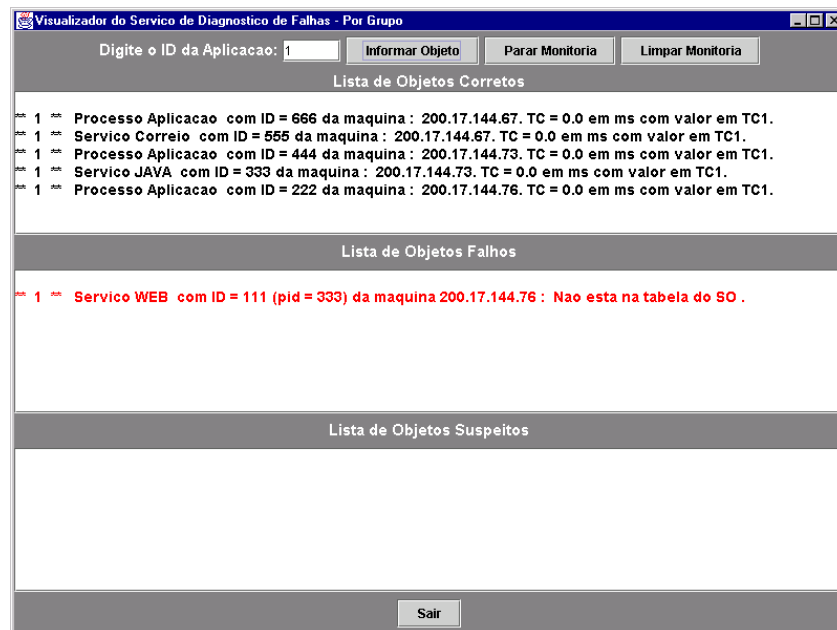 Visualizador do Servico de Diagnostico de Falhas - Por Grupo
Digite o ID da Aplicacao: 1 Informar Objeto Parar Monitoria Limpar Monitoria
Lista de Objetos Corretos
** 1 ** Processo Aplicacao com ID = 666 da maquina : 200.17.144.67. TC = 0.0 em ms com valor em TC1.
** 1 ** Servico Correio com ID = 555 da maquina : 200.17.144.67. TC = 0.0 em ms com valor em TC1.
** 1 ** Processo Aplicacao com ID = 444 da maquina : 200.17.144.73. TC = 0.0 em ms com valor em TC1.
** 1 ** Servico JAVA com ID = 333 da maquina : 200.17.144.73. TC = 0.0 em ms com valor em TC1.
** 1 ** Processo Aplicacao com ID = 222 da maquina : 200.17.144.76. TC = 0.0 em ms com valor em TC1.
Lista de Objetos Falhos
** 1 ** Servico WEB com ID = 111 (pid = 333) da maquina 200.17.144.76 : Nao esta na tabela do SO .
Lista de Objetos Suspeitos
Sair